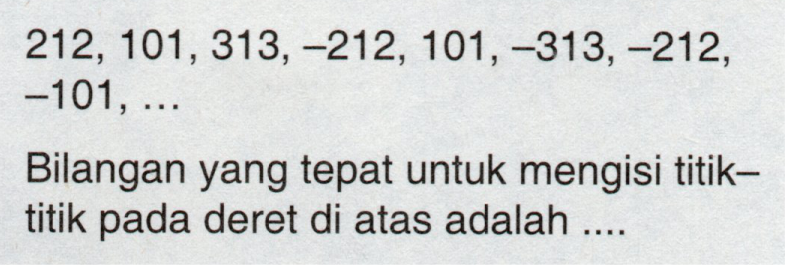 212, 101, 313, –212, 101, –313, –212,
–101, ...
Bilangan yang tepat untuk mengisi titik–
titik pada deret di atas adalah ....